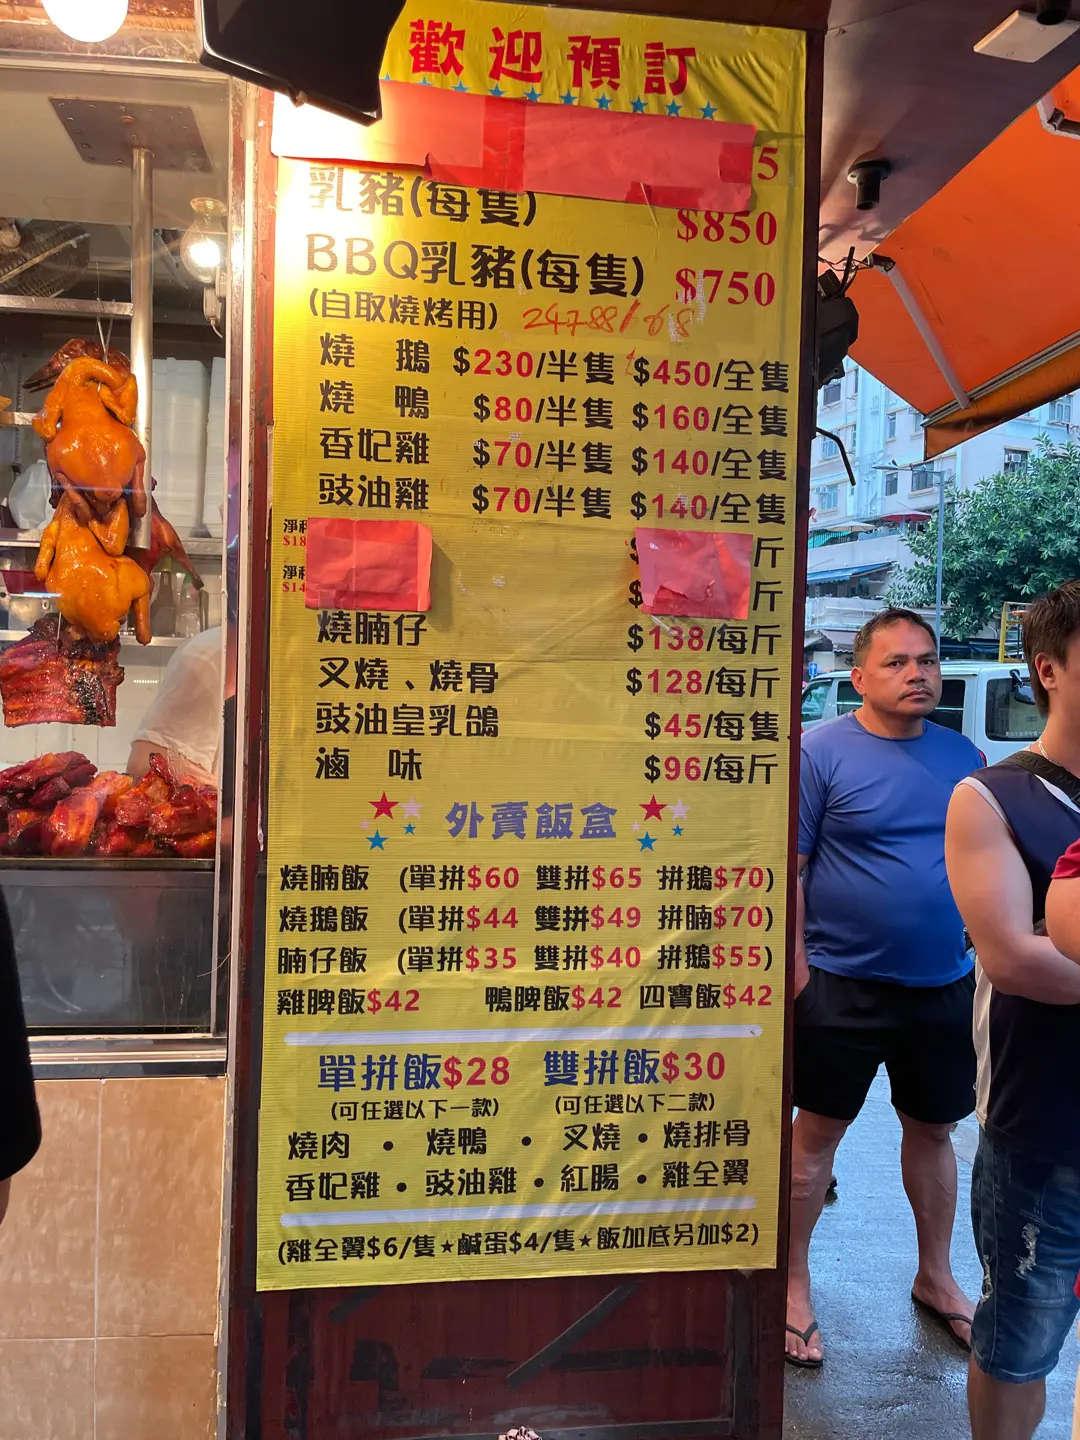 歡迎預訂
5
乳豬(每隻) $850
BBQ乳豬(每隻) $750
(自取燒烤用) 24788168
燒鵝 $230/半隻 $450/全隻
燒鴨 $80/半隻 $160/全隻
香妃雞 $70/半隻 $140/全隻
豉油雞 $70/半隻 $140/全隻
淨 $18 $ 斤
淨 $14 $ 斤
燒腩仔 $138/每斤
叉燒、燒骨 $128/每斤
豉油皇乳鴿 $45/每隻
滷味 $96/每斤
外賣飯盒
燒腩飯 (單拼$60 雙拼$65 拼鵝$70)
燒鵝飯 (單拼$44 雙拼$49 拼腩$70)
腩仔飯 (單拼$35 雙拼$40 拼鵝$55)
雞脾飯$42 鴨脾飯$42 四寶飯$42
單拼飯$28 雙拼飯$30
(可任選以下一款) (可任選以下二款)
燒肉 • 燒鴨 • 叉燒 • 燒排骨
香妃雞 • 豉油雞 • 紅腸 • 雞全翼
(雞全翼$6/隻★鹹蛋$4/隻★飯加底另加$2)